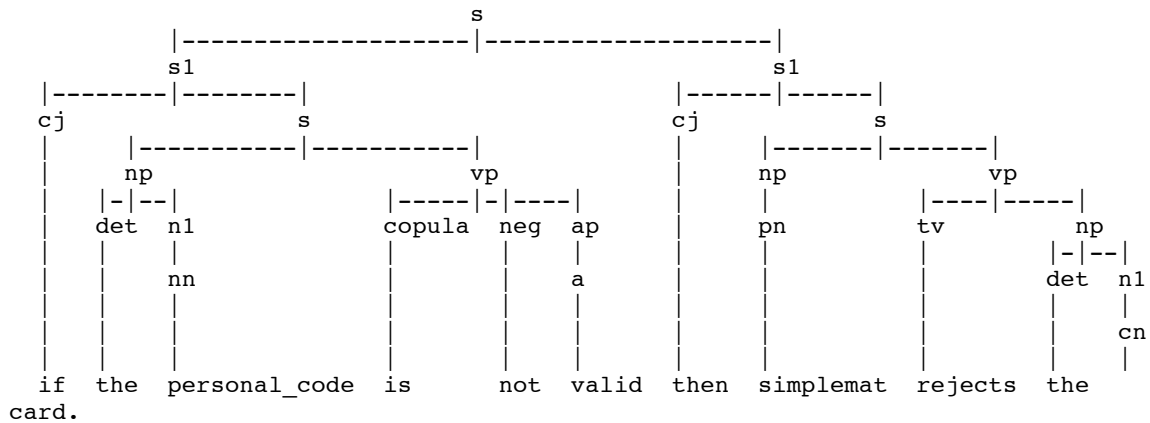 s
s1 s1
cj s cj s
np vp np vp
det n1 copula neg ap pn tv np
nn a det n1
cn
if the personal_code is not valid then simplemat rejects the
card.